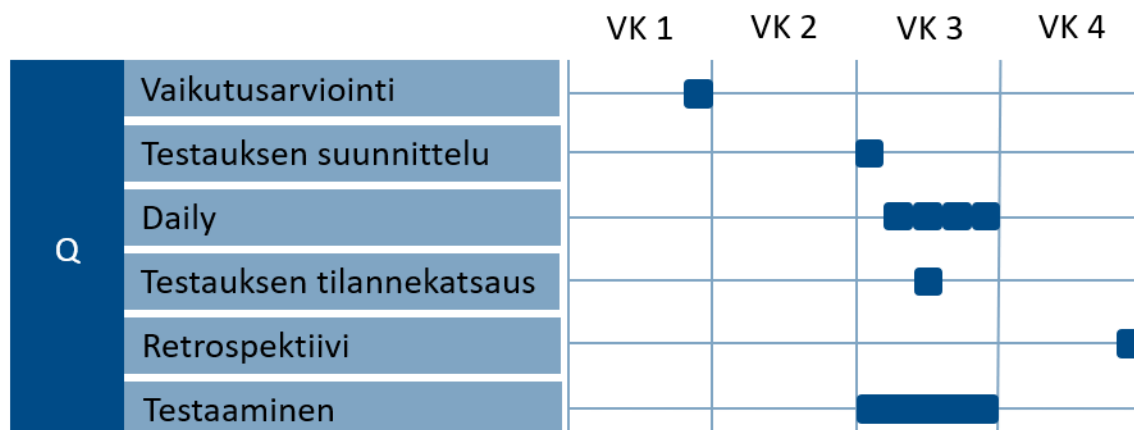 VK 1 VK 2 VK 3 VK 4
Vaikutusarviointi
Testauksen suunnittelu
Daily
Q
Testauksen tilannekatsaus
Retrospektiivi
Testaaminen